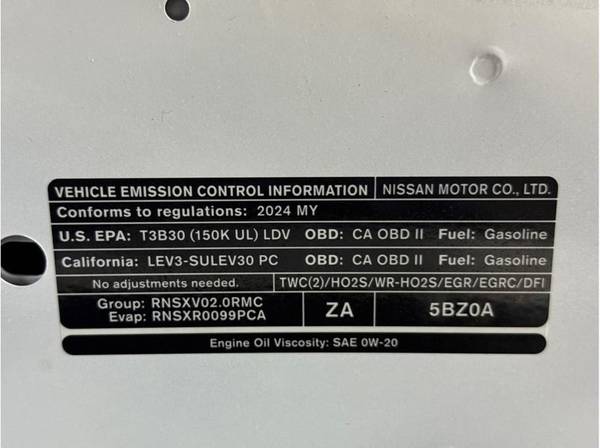 VEHICLE EMISSION CONTROL INFORMATION NISSAN MOTOR CO., LTD.
Conforms to regulations: 2024 MY
U.S. EPA: T3B30 (150K UL) LDV OBD: CA OBD II Fuel: Gasoline
California: LEV3-SULEV30 PC OBD: CA OBD II Fuel: Gasoline
No adjustments needed. TWC(2)/HO2S/WR-HO2S/EGR/EGRC/DFI
Group: RNSXV02.0RMC
Evap: RNSXR0099PCA
ZA
5BZ0A
Engine Oil Viscosity: SAE 0W-20